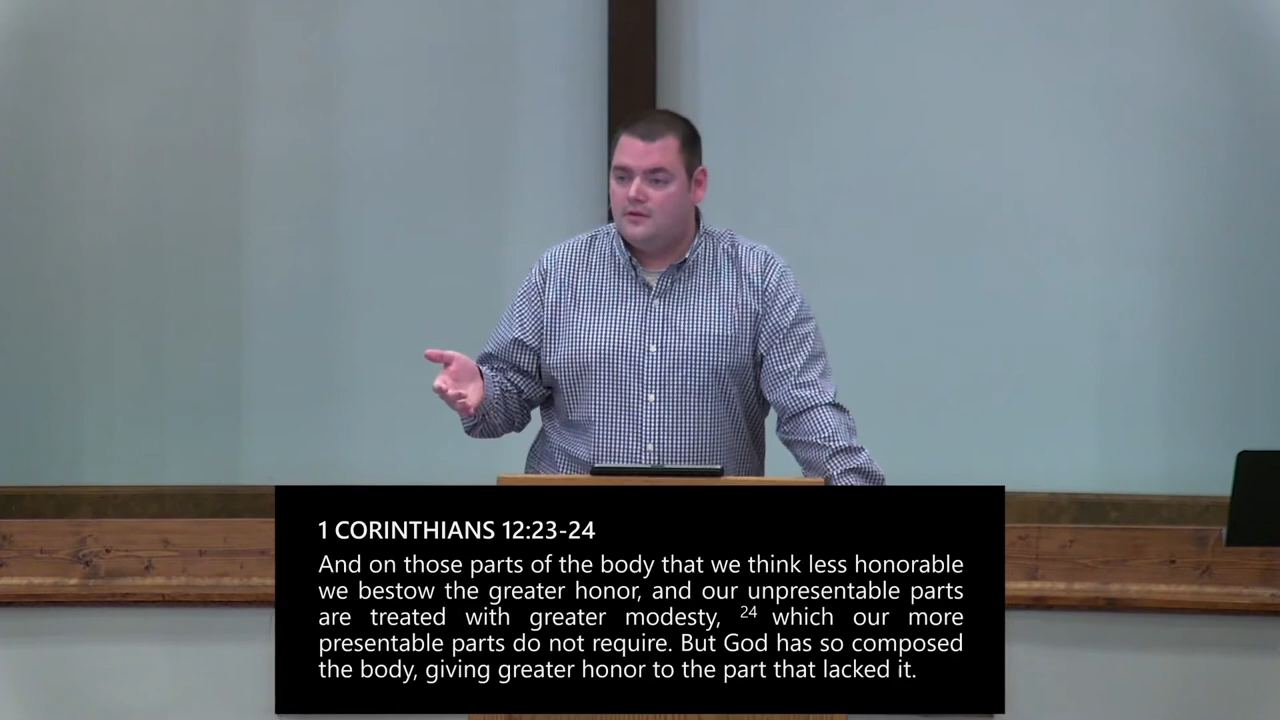 1 CORINTHIANS 12:23-24
And on those parts of the body that we think less honorable
we bestow the greater honor, and our unpresentable parts
are treated with greater modesty, 24 which our more
presentable parts do not require. But God has so composed
the body, giving greater honor to the part that lacked it.